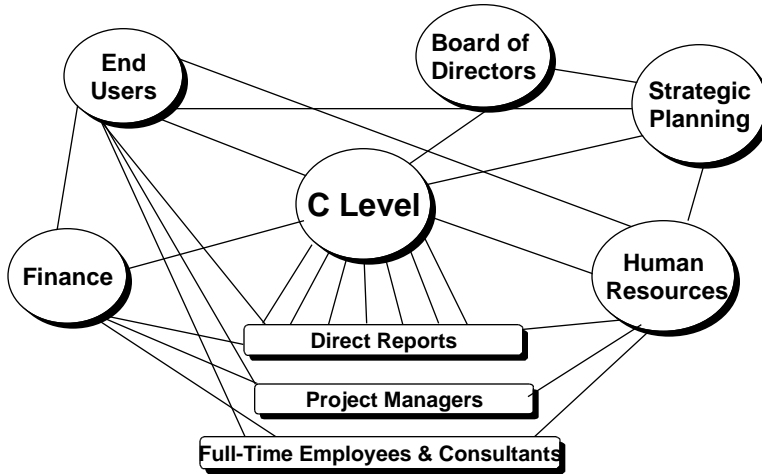 End
Users
Board of
Directors
Strategic
Planning
C Level
Finance
Human
Resources
Direct Reports
Project Managers
Full-Time Employees & Consultants